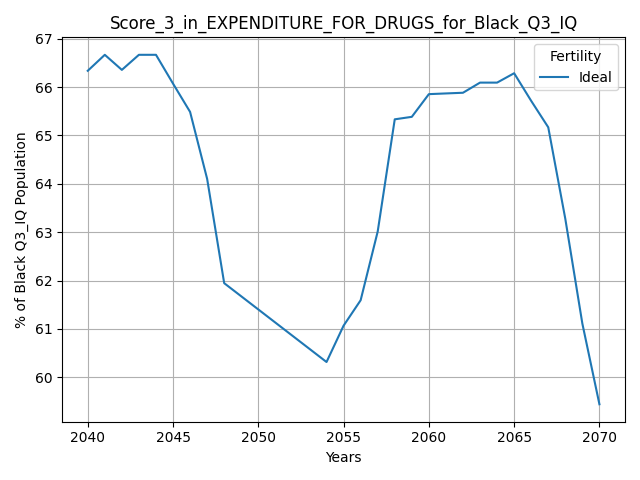 Score_3_in_EXPENDITURE_FOR_DRUGS_for_Black_Q3_IQ
67
66
65
64
63
62
61
60
% of Black Q3_IQ Population
Fertility
Ideal
2040 2045 2050 2055 2060 2065 2070
Years